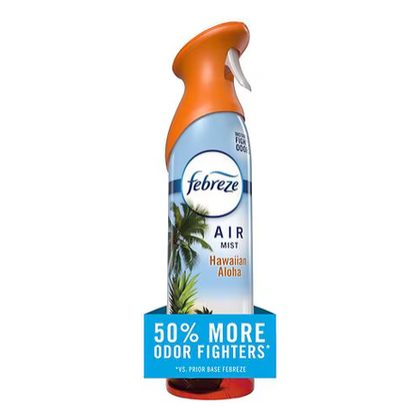 febreze
AIR
MIST
Hawaiian
Aloha
50% MORE
ODOR FIGHTERS*
*VS. PRIOR BASE FEBREZE